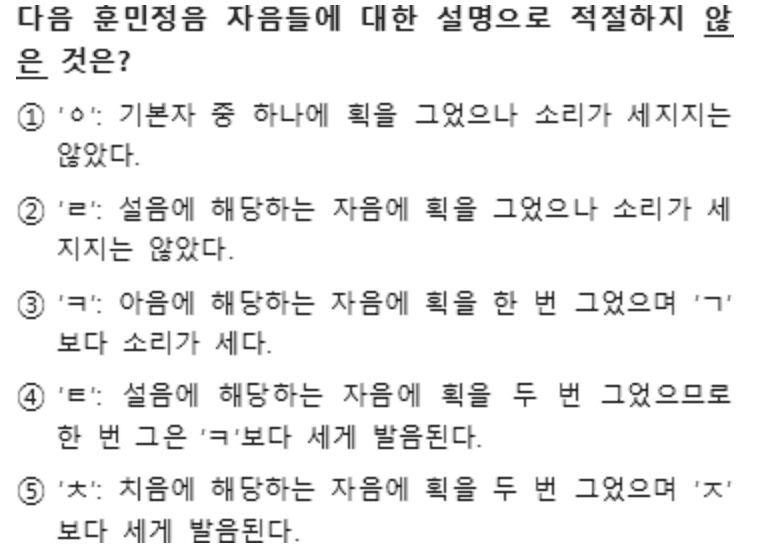 다음 훈민정음 자음들에 대한 설명으로 적절하지 않
은 것은?
① 'ㆁ': 기본자 중 하나에 획을 그었으나 소리가 세지지는
않았다.
② 'ㄹ': 설음에 해당하는 자음에 획을 그었으나 소리가 세
지지는 않았다.
③ 'ㅋ': 아음에 해당하는 자음에 획을 한 번 그었으며 'ㄱ'
보다 소리가 세다.
④ 'ㅌ': 설음에 해당하는 자음에 획을 두 번 그었으므로
한 번 그은 'ㅋ'보다 세게 발음된다.
⑤ 'ㅊ': 치음에 해당하는 자음에 획을 두 번 그었으며 'ㅈ'
보다 세게 발음된다.